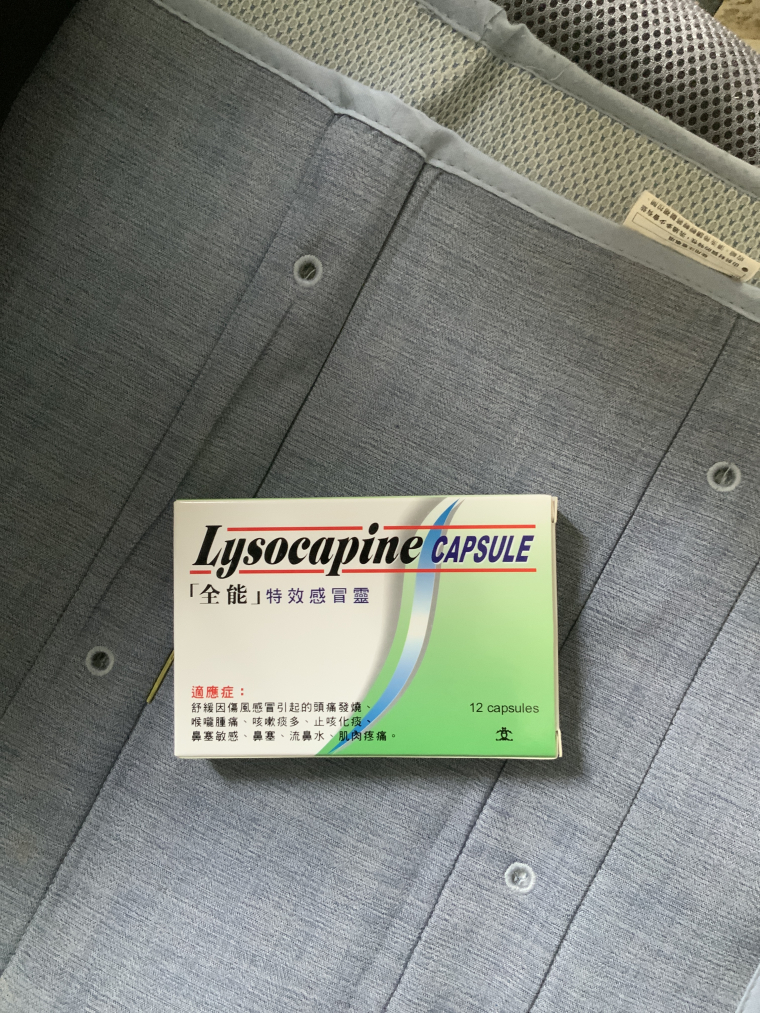 Lysocapine CAPSULE
「全能」特效感冒靈
適應症：
舒緩因傷風感冒引起的頭痛發燒、
喉嚨腫痛、咳嗽痰多、止咳化痰、
鼻塞敏感、鼻塞、流鼻水、肌肉疼痛。
12 capsules